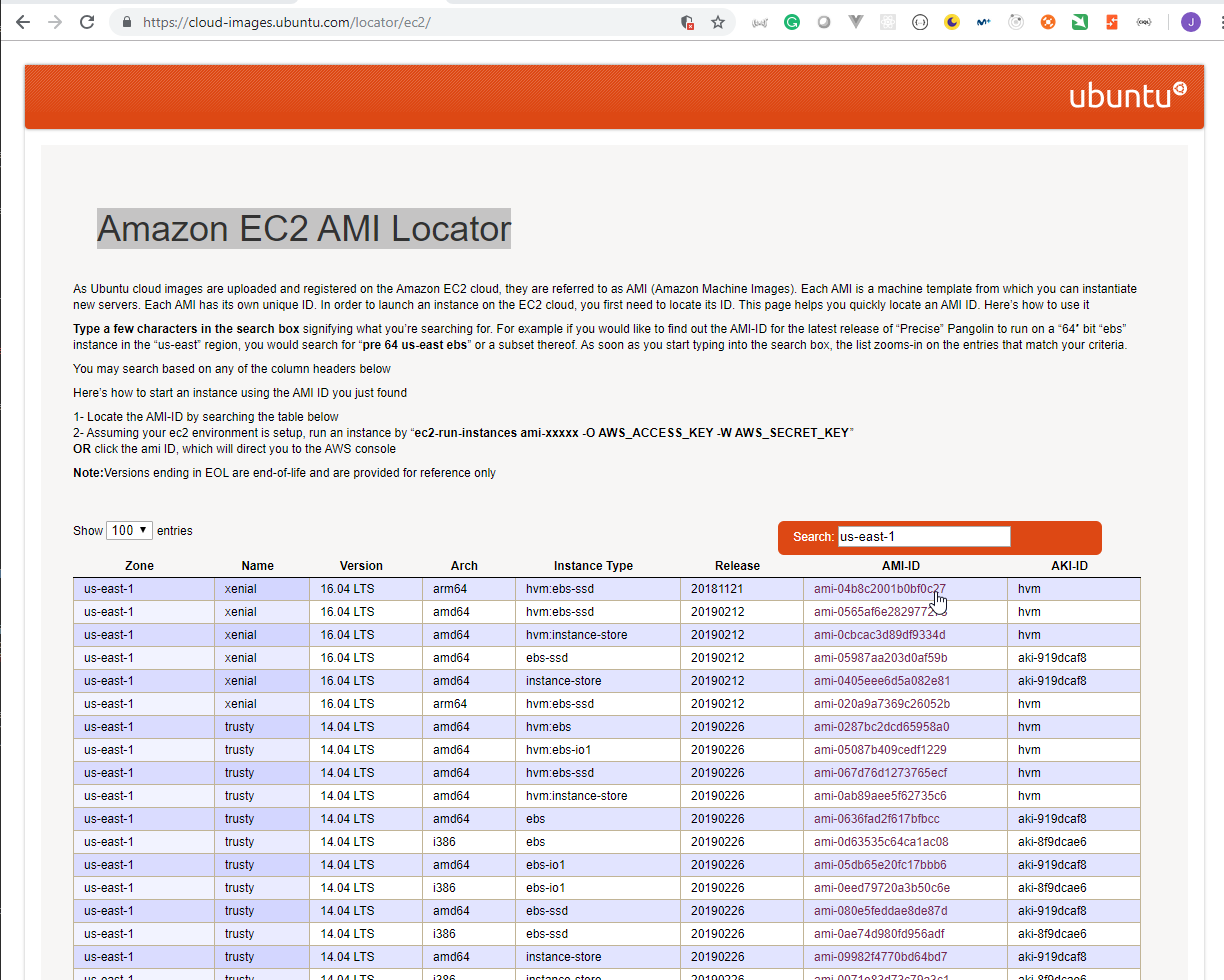 https://cloud-images.ubuntu.com/locator/ec2/
J
ubuntu
Amazon EC2 AMI Locator
As Ubuntu cloud images are uploaded and registered on the Amazon EC2 cloud, they are referred to as AMI (Amazon Machine Images). Each AMI is a machine template from which you can instantiate
new servers. Each AMI has its own unique ID. In order to launch an instance on the EC2 cloud, you first need to locate its ID. This page helps you quickly locate an AMI ID. Here's how to use it
Type a few characters in the search box signifying what you're searching for. For example if you would like to find out the AMI-ID for the latest release of “Precise” Pangolin to run on a “64″ bit “ebs”
instance in the “us-east” region, you would search for “pre 64 us-east ebs” or a subset thereof. As soon as you start typing into the search box, the list zooms-in on the entries that match your criteria.
You may search based on any of the column headers below
Here's how to start an instance using the AMI ID you just found
1- Locate the AMI-ID by searching the table below
2- Assuming your ec2 environment is setup, run an instance by “ec2-run-instances ami-xxxxx -O AWS_ACCESS_KEY -W AWS_SECRET_KEY”
OR click the ami ID, which will direct you to the AWS console
Note:Versions ending in EOL are end-of-life and are provided for reference only
Show 100 entries Search: us-east-1
Zone Name Version Arch Instance Type Release AMI-ID AKI-ID
us-east-1 xenial 16.04 LTS arm64 hvm:ebs-ssd 20181121 ami-04b8c2001b0bf0c27 hvm
us-east-1 xenial 16.04 LTS amd64 hvm:ebs-ssd 20190212 hvm
us-east-1 xenial 16.04 LTS amd64 hvm:instance-store 20190212 ami-0cbcac3d89df9334d hvm
us-east-1 xenial 16.04 LTS amd64 ebs-ssd 20190212 ami-05987aa203d0af59b aki-919dcaf8
us-east-1 xenial 16.04 LTS amd64 instance-store 20190212 ami-0405eee6d5a082e81 aki-919dcaf8
us-east-1 xenial 16.04 LTS arm64 hvm:ebs-ssd 20190212 ami-020a9a7369c26052b hvm
us-east-1 trusty 14.04 LTS amd64 hvm:ebs 20190226 ami-0287bc2dcd65958a0 hvm
us-east-1 trusty 14.04 LTS amd64 hvm:ebs-io1 20190226 ami-05087b409cedf1229 hvm
us-east-1 trusty 14.04 LTS amd64 hvm:ebs-ssd 20190226 ami-067d76d1273765ecf hvm
us-east-1 trusty 14.04 LTS amd64 hvm:instance-store 20190226 ami-0ab89aee5f62735c6 hvm
us-east-1 trusty 14.04 LTS amd64 ebs 20190226 ami-0636fad2f617bfbcc aki-919dcaf8
us-east-1 trusty 14.04 LTS i386 ebs 20190226 ami-0d63535c64ca1ac08 aki-8f9dcae6
us-east-1 trusty 14.04 LTS amd64 ebs-io1 20190226 ami-05db65e20fc17bbb6 aki-919dcaf8
us-east-1 trusty 14.04 LTS i386 ebs-io1 20190226 ami-0eed79720a3b50c6e aki-8f9dcae6
us-east-1 trusty 14.04 LTS amd64 ebs-ssd 20190226 ami-080e5feddae8de87d aki-919dcaf8
us-east-1 trusty 14.04 LTS i386 ebs-ssd 20190226 ami-0ae74d980fd956adf aki-8f9dcae6
us-east-1 trusty 14.04 LTS amd64 instance-store 20190226 ami-09982f4770bd64bd7 aki-919dcaf8
us-east-1 trusty 14.04 LTS i386 instance-store 20190226 aki-8f9dcae6